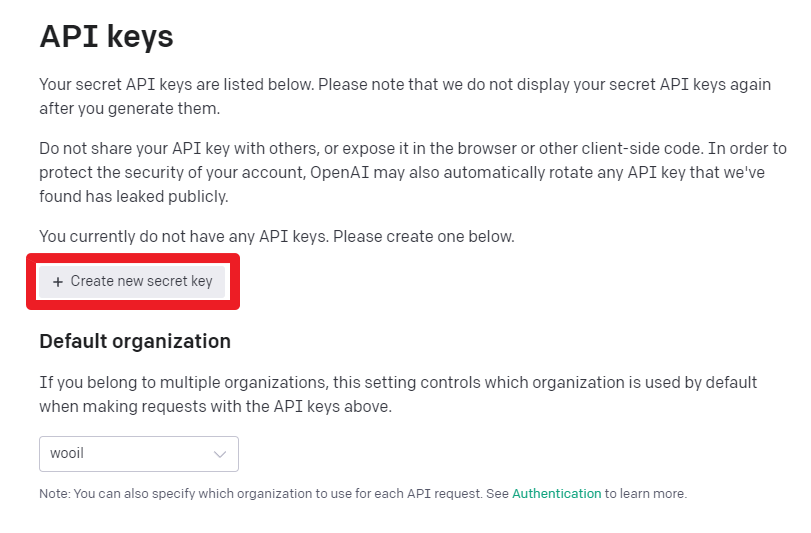 API keys
Your secret API keys are listed below. Please note that we do not display your secret API keys again
after you generate them.
Do not share your API key with others, or expose it in the browser or other client-side code. In order to
protect the security of your account, OpenAI may also automatically rotate any API key that we've
found has leaked publicly.
You currently do not have any API keys. Please create one below.
+ Create new secret key
Default organization
If you belong to multiple organizations, this setting controls which organization is used by default
when making requests with the API keys above.
wooil
Note: You can also specify which organization to use for each API request. See Authentication to learn more.